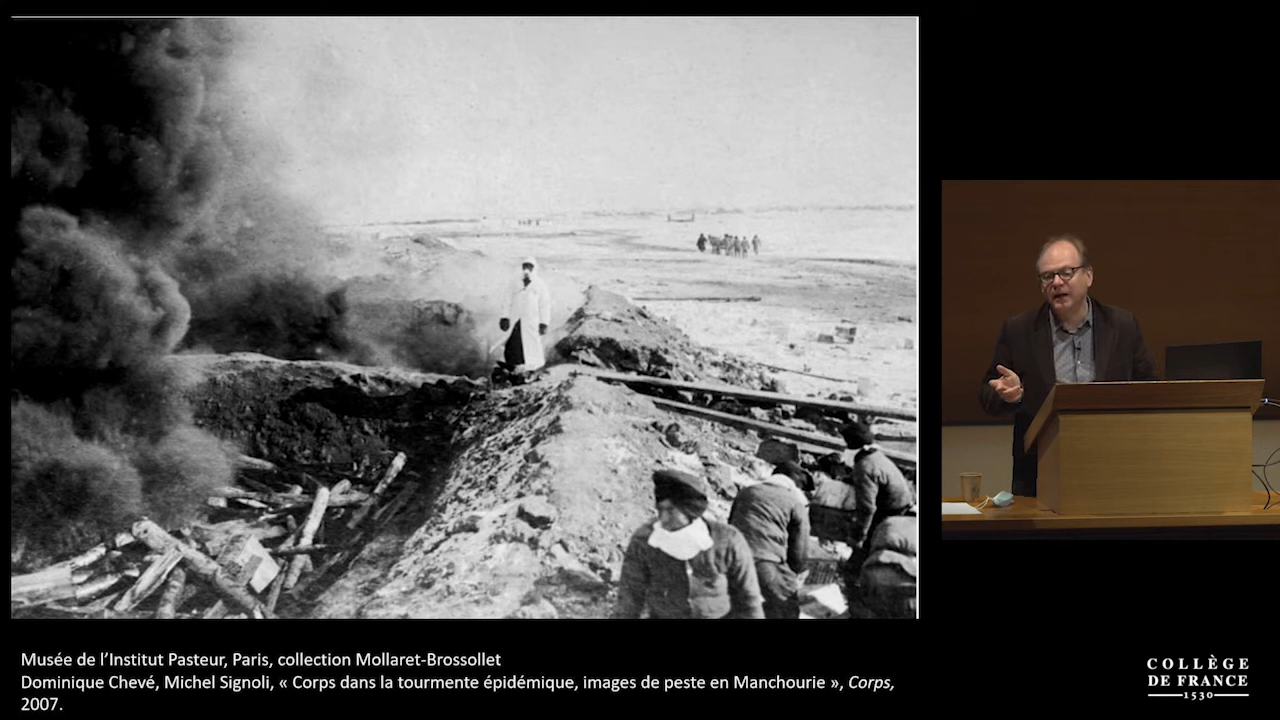 Musée de l'Institut Pasteur, Paris, collection Mollaret-Brossollet
Dominique Chevé, Michel Signoli, « Corps dans la tourmente épidémique, images de peste en Manchourie », Corps,
2007.
COLLÈGE
DE FRANCE
1530